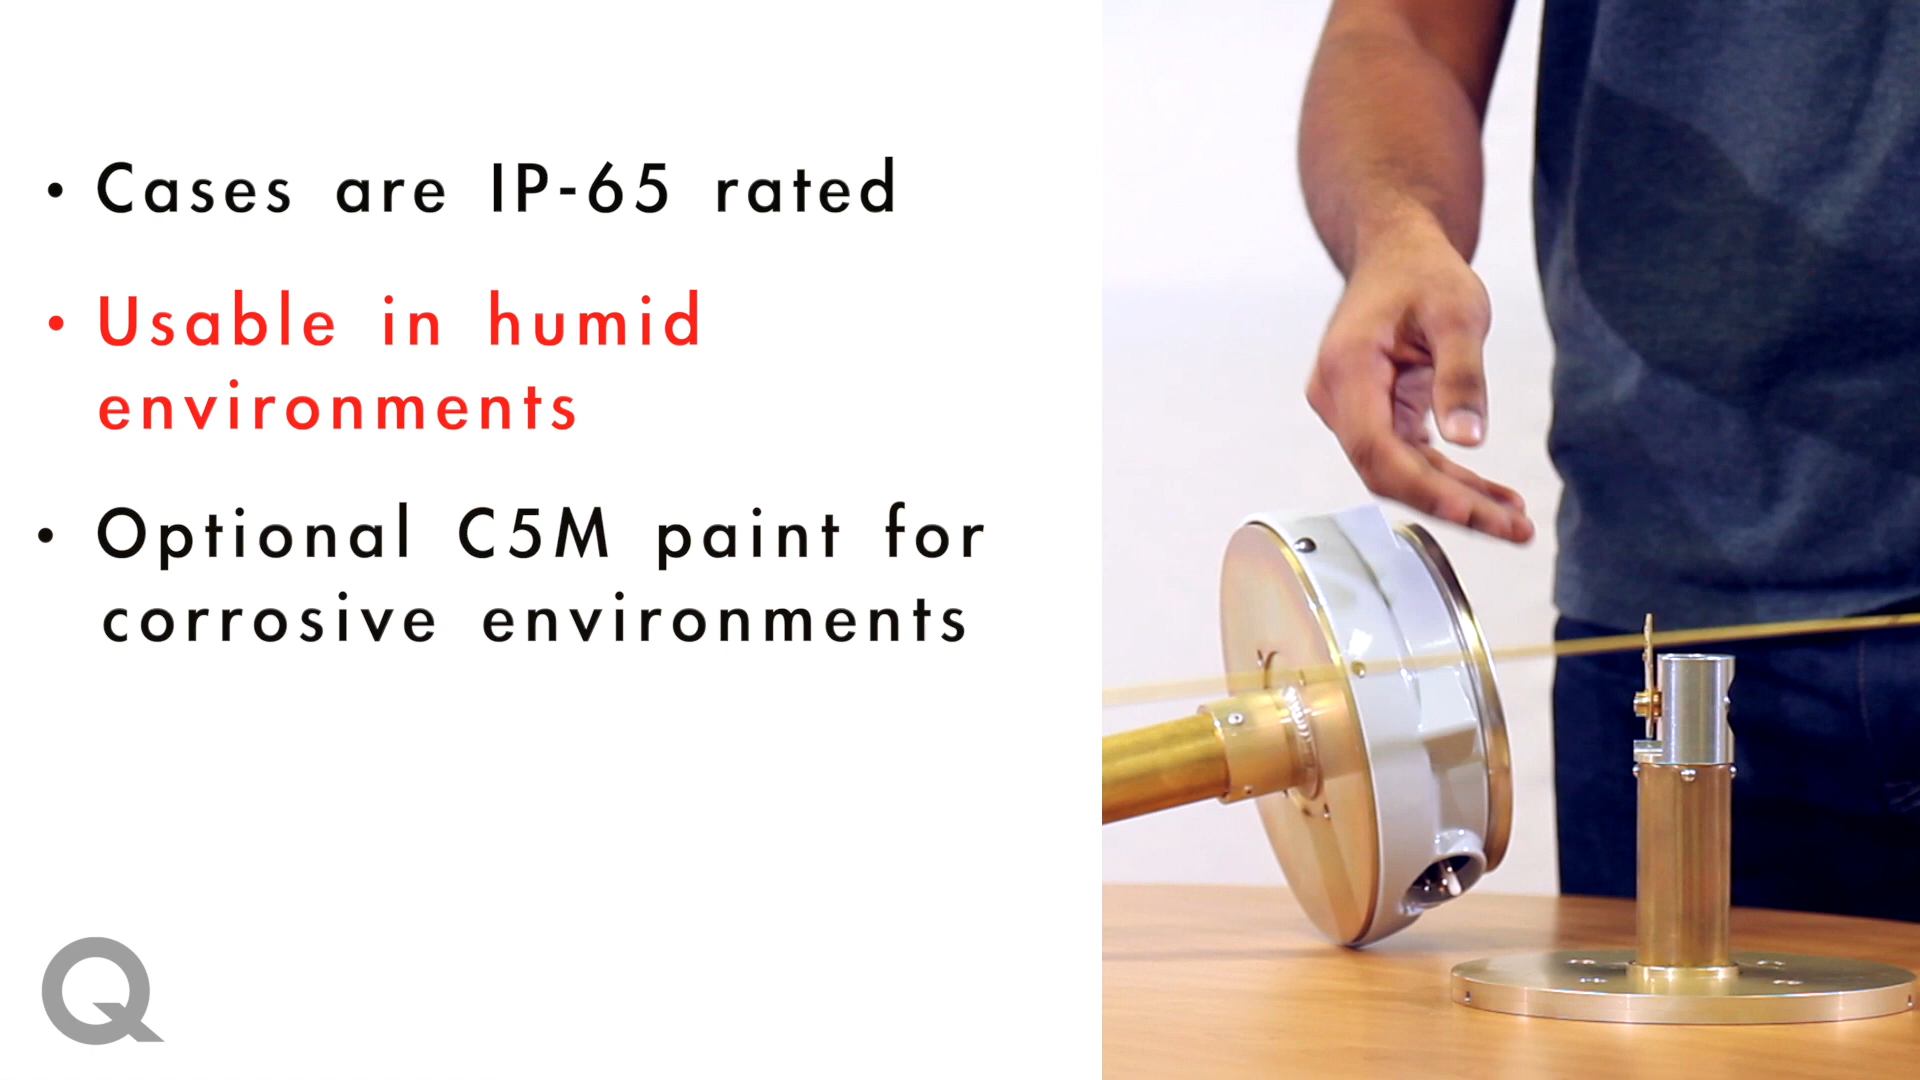 • Cases are IP-65 rated
• Usable in humid
environments
• Optional C5M paint for
corrosive environments
Q